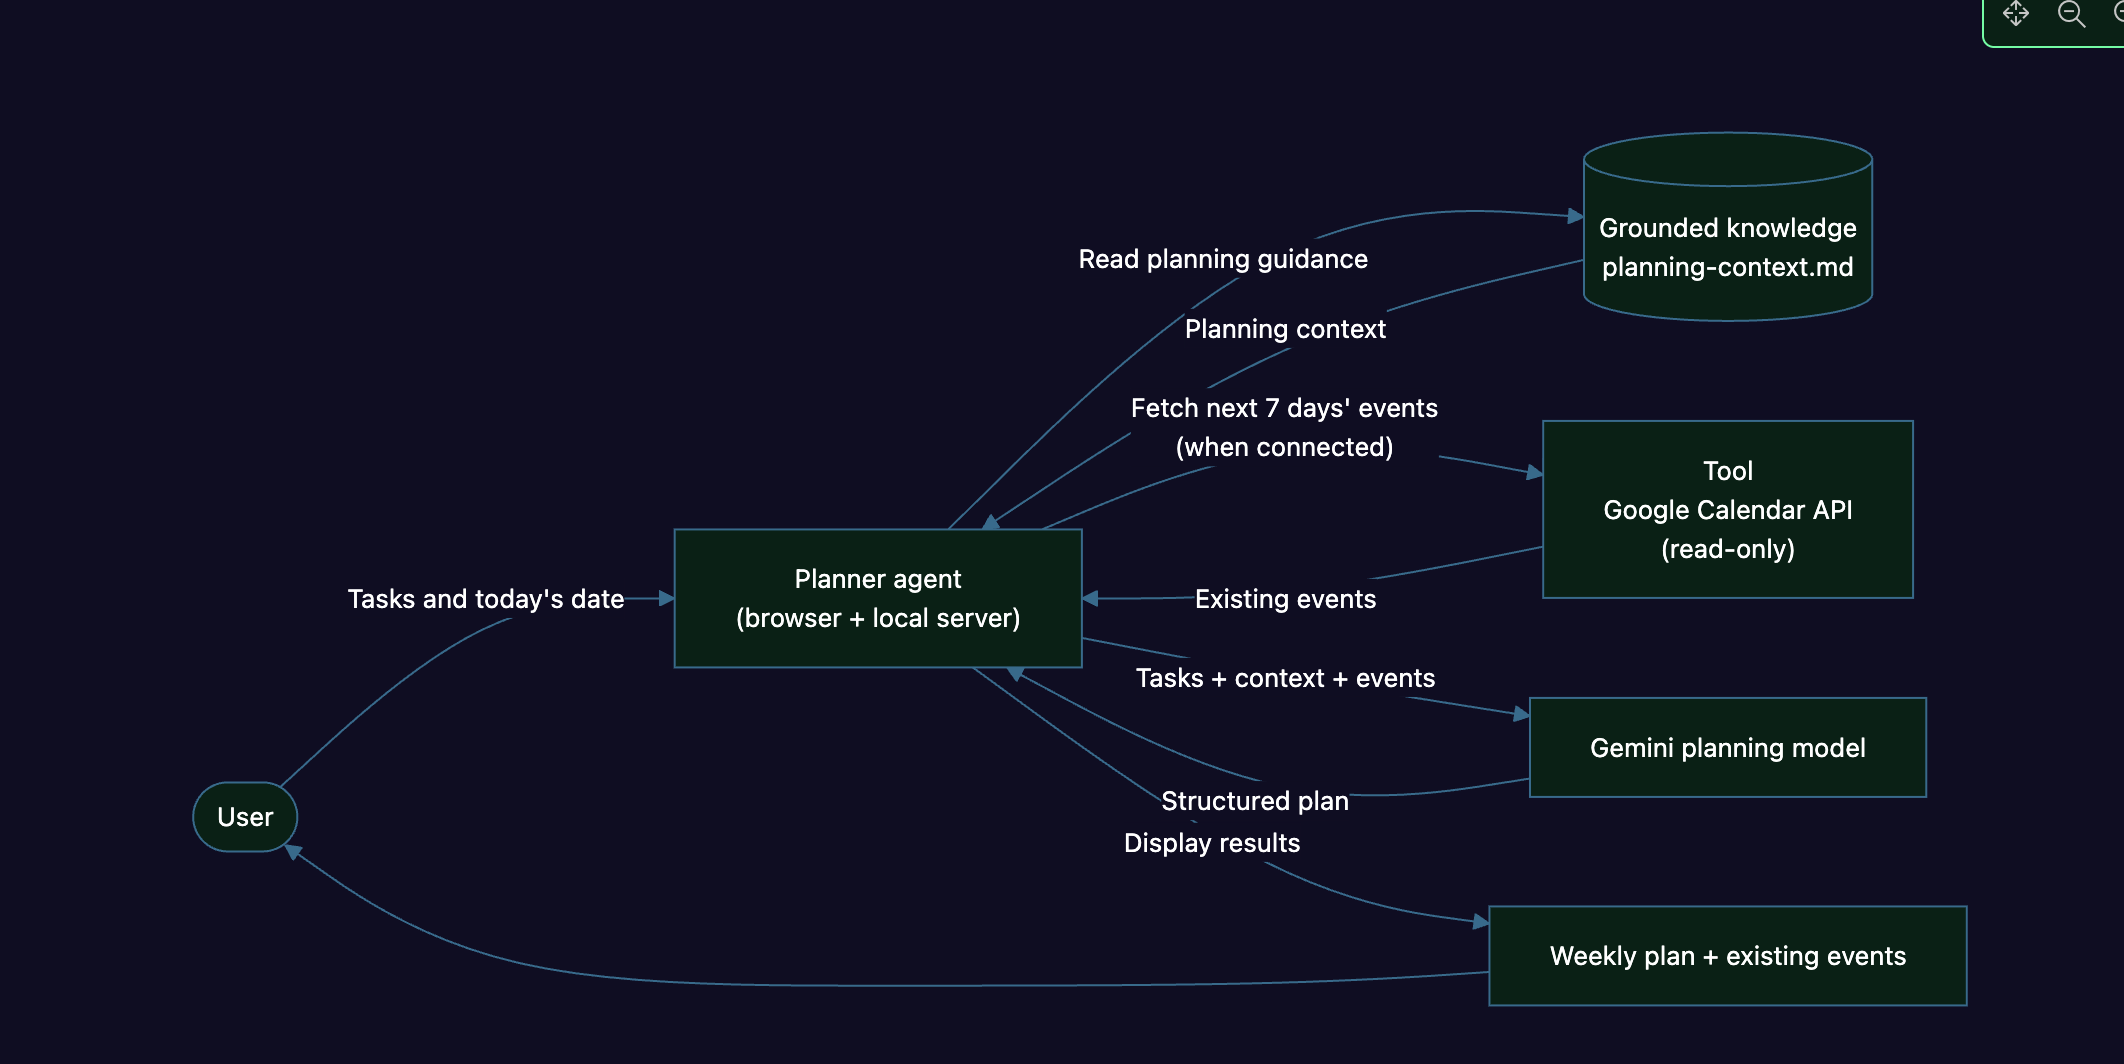 Grounded knowledge
planning-context.md
Read planning guidance
Planning context
Fetch next 7 days' events
(when connected)
Tool
Google Calendar API
(read-only)
Planner agent
(browser + local server)
Tasks and today's date
Existing events
Tasks + context + events
Gemini planning model
Structured plan
User
Display results
Weekly plan + existing events